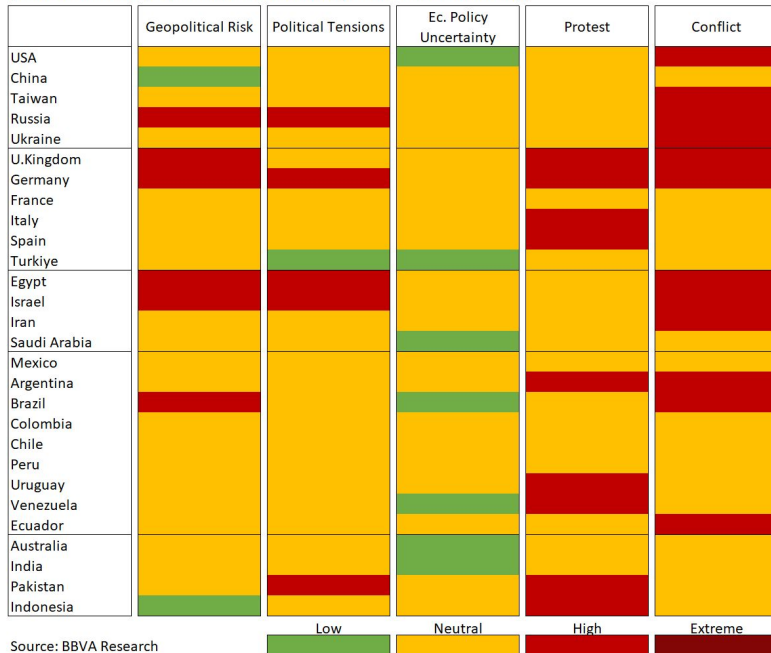 Geopolitical Risk Political Tensions Ec. Policy Uncertainty Protest Conflict
USA
China
Taiwan
Russia
Ukraine
U.Kingdom
Germany
France
Italy
Spain
Turkiye
Egypt
Israel
Iran
Saudi Arabia
Mexico
Argentina
Brazil
Colombia
Chile
Peru
Uruguay
Venezuela
Ecuador
Australia
India
Pakistan
Indonesia
Low Neutral High Extreme
Source: BBVA Research